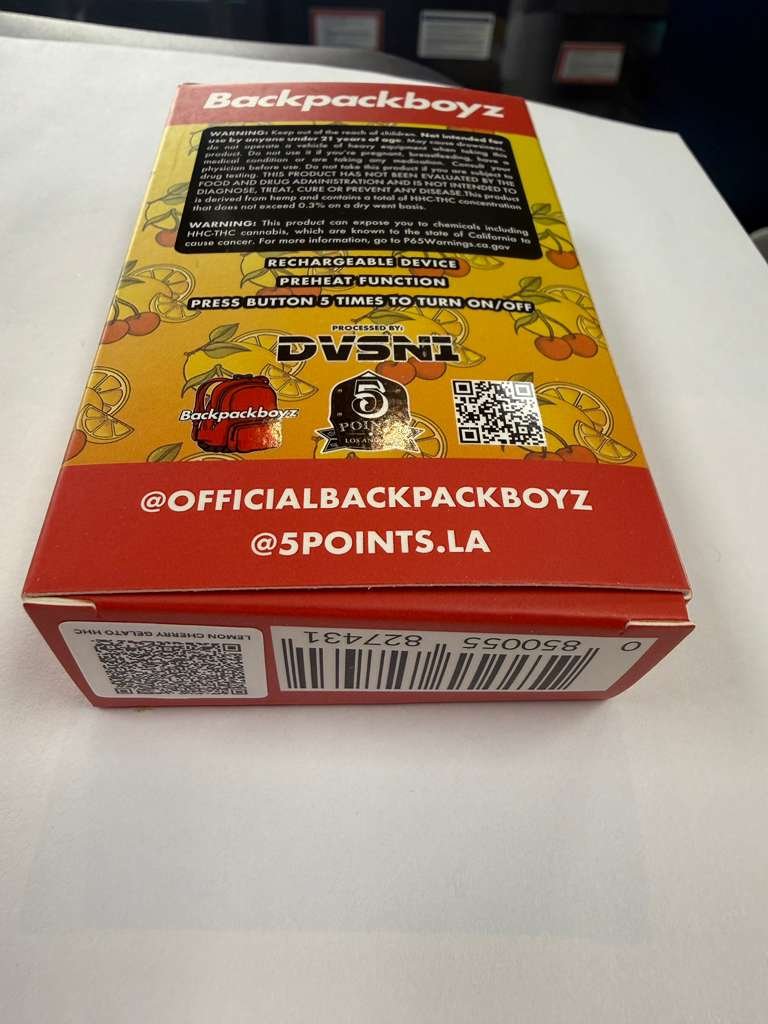 Backpackboyz
WARNING: Keep out of the reach of children. Not intended for
use by anyone under 21 years of age. May cause drowsiness
do not operate a vehicle of heavy equipment when taking this
product. Do not use it if you're pregnant, breastfeeding, have a
medical condition or are taking any medication. Consult your
physician before use. Do not take this product if you are subject to
drug testing. THIS PRODUCT HAS NOT BEEN EVALUATED BY THE
FOOD AND DRUG ADMINISTRATION AND IS NOT INTENDED TO
DIAGNOSE, TREAT, CURE OR PREVENT ANY DISEASE.This product
is derived from hemp and contains a total of HHC-THC concentration
that does not exceed 0.3% on a dry went basis.
WARNING: This product can expose you to chemicals including
HHC-THC cannabis, which are known to the state of California to
cause cancer. For more information, go to P65Warnings.ca.gov
RECHARGEABLE DEVICE
PREHEAT FUNCTION
PRESS BUTTON 5 TIMES TO TURN ON/OFF
PROCESSED BY:
DVSNI
Backpackboyz
5
POINTS
LOS ANGELES
@OFFICIALBACKPACKBOYZ
@5POINTS.LA
LEMON CHERRY GELATO HHC
0 850055 827431